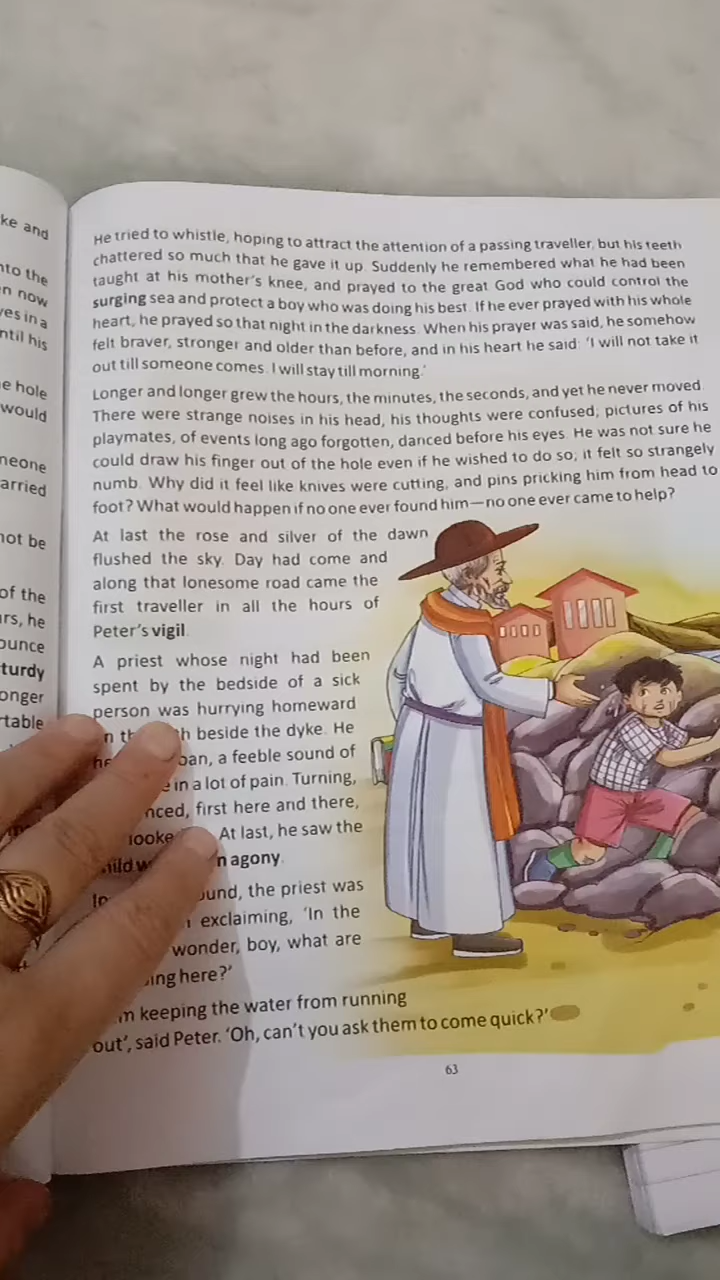 ke and
nto the
en now
ves in a
ntil his
e hole
would
meone
arried
not be
of the
urs, he
ounce
sturdy
onger
rtable
He tried to whistle, hoping to attract the attention of a passing traveller, but his teeth
chattered so much that he gave it up. Suddenly he remembered what he had been
taught at his mother's knee, and prayed to the great God who could control the
surging sea and protect a boy who was doing his best. If he ever prayed with his whole
heart, he prayed so that night in the darkness. When his prayer was said, he somehow
felt braver, stronger and older than before, and in his heart he said: 'I will not take it
out till someone comes. I will stay till morning.'
Longer and longer grew the hours, the minutes, the seconds, and yet he never moved.
There were strange noises in his head, his thoughts were confused; pictures of his
playmates, of events long ago forgotten, danced before his eyes. He was not sure he
could draw his finger out of the hole even if he wished to do so; it felt so strangely
numb. Why did it feel like knives were cutting, and pins pricking him from head to
foot? What would happen if no one ever found him—no one ever came to help?
At last the rose and silver of the dawn
flushed the sky. Day had come and
along that lonesome road came the
first traveller in all the hours of
Peter's vigil.
A priest whose night had been
spent by the bedside of a sick
person was hurrying homeward
beside the dyke. He
a feeble sound of
in a lot of pain. Turning,
first here and there,
At last, he saw the
agony.
the priest was
exclaiming, 'In the
wonder, boy, what are
here?'
keeping the water from running
out', said Peter. 'Oh, can't you ask them to come quick?'
63